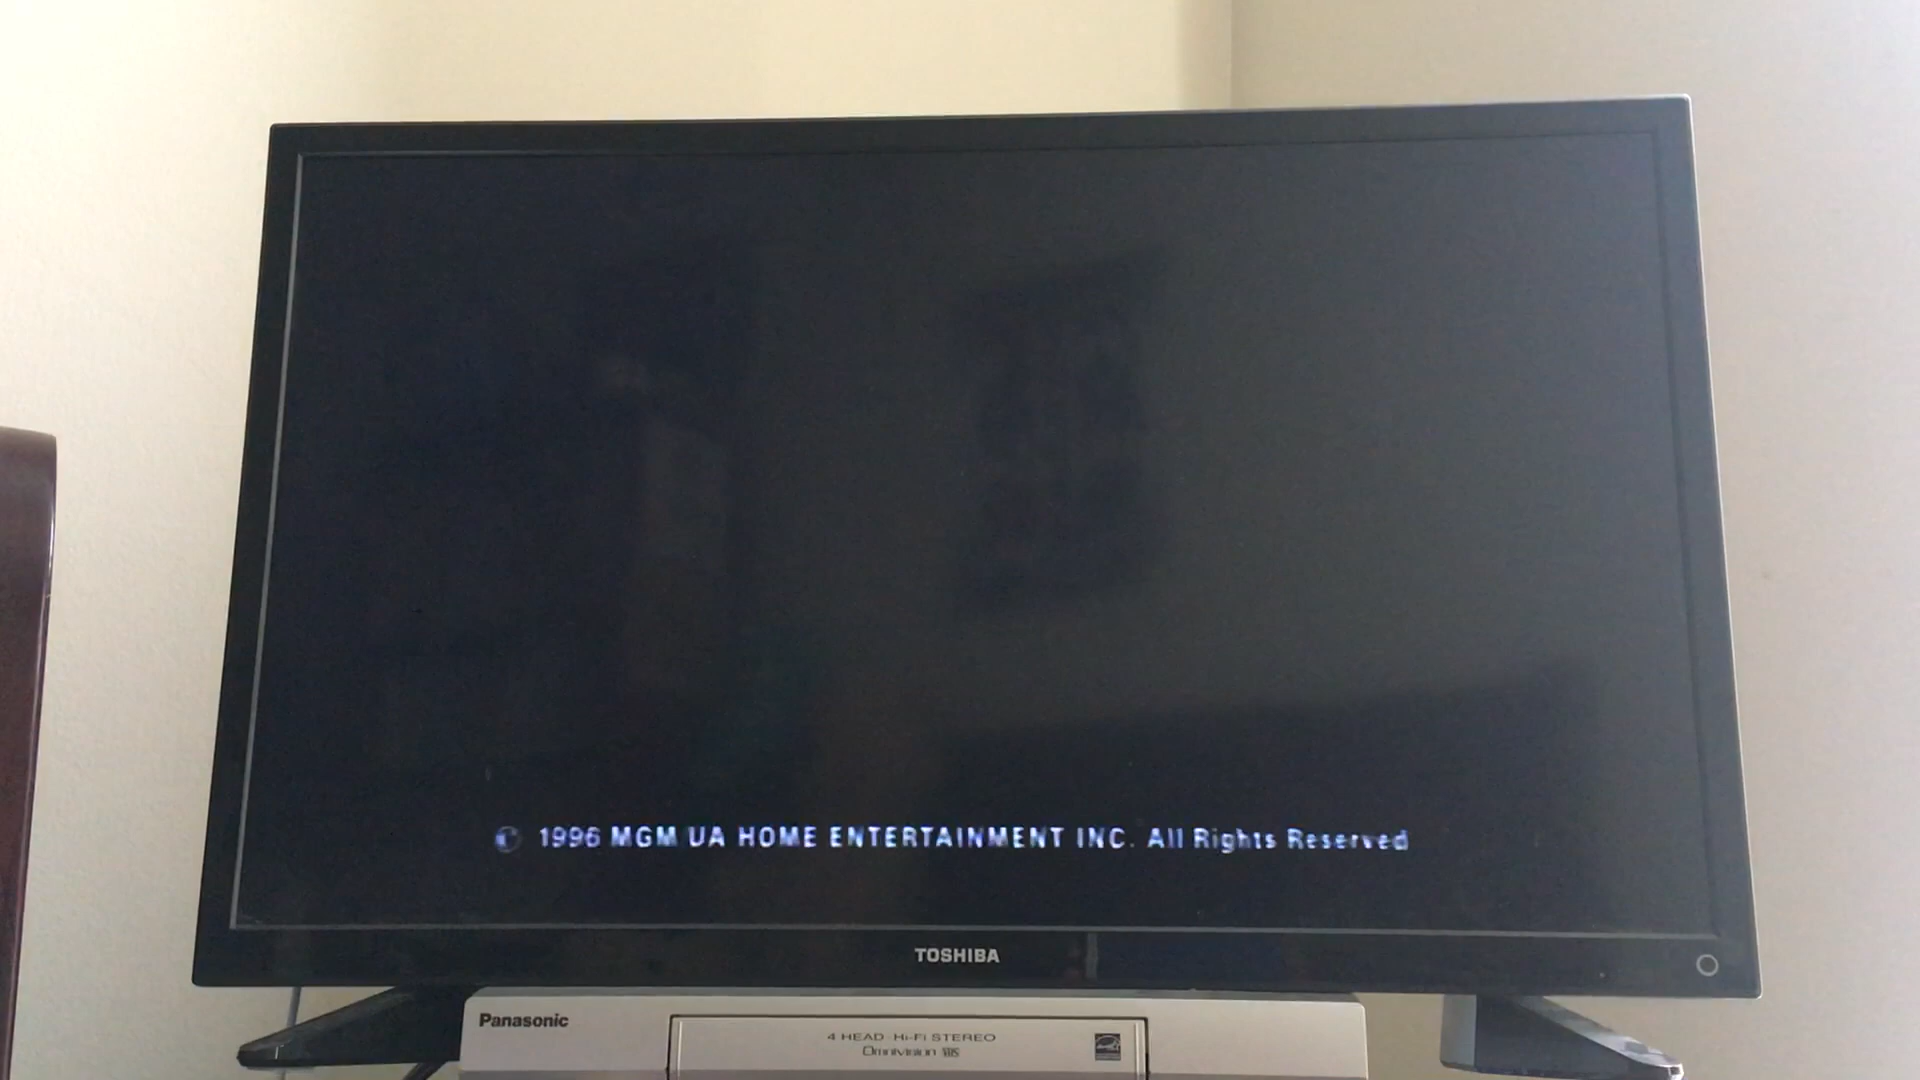 © 1996 MGM UA HOME ENTERTAINMENT INC. All Rights Reserved
TOSHIBA
Panasonic
4 HEAD Hi-Fi STEREO
Omnivision VHS